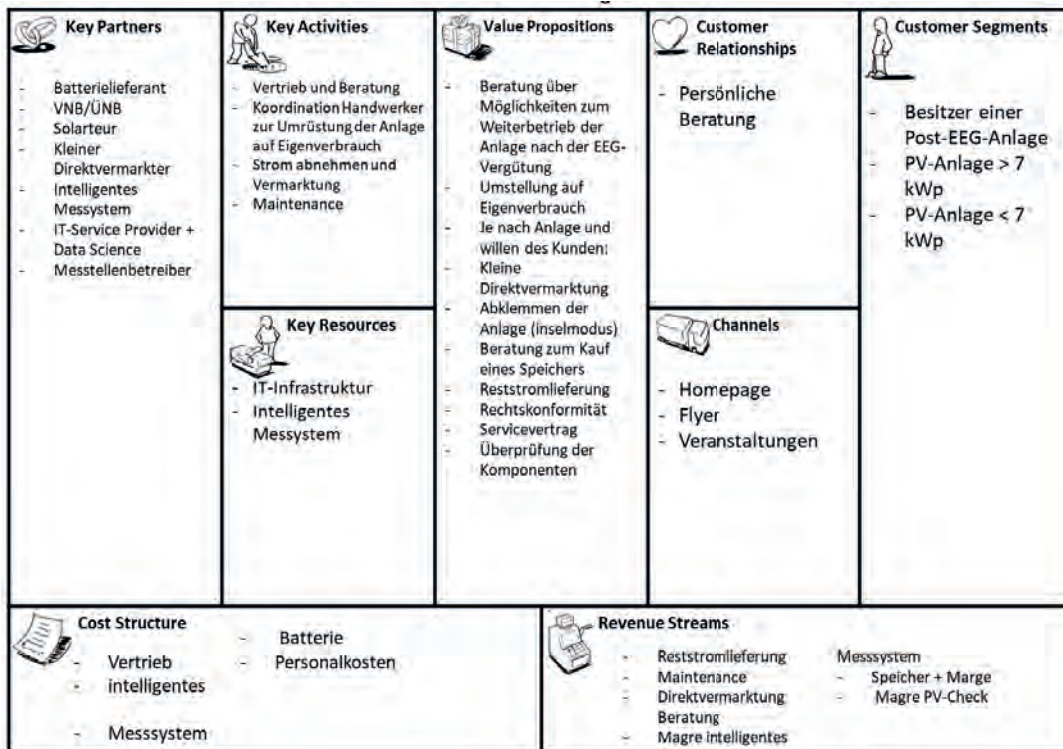 Key Partners
- Batterielieferant
- VNB/ÜNB
- Solarteur
- Kleiner
Direktvermarkter
- Intelligentes
Messystem
- IT-Service Provider +
Data Science
- Messtellenbetreiber
Key Activities
- Vertrieb und Beratung
- Koordination Handwerker
zur Umrüstung der Anlage
auf Eigenverbrauch
- Strom abnehmen und
Vermarktung
- Maintenance
Key Resources
- IT-Infrastruktur
- Intelligentes
Messystem
Value Propositions
- Beratung über
Möglichkeiten zum
Weiterbetrieb der
Anlage nach der EEG-
Vergütung
- Umstellung auf
Eigenverbrauch
- Je nach Anlage und
willen des Kunden:
- Kleine
Direktvermarktung
- Abklemmen der
Anlage (inselmodus)
- Beratung zum Kauf
eines Speichers
- Reststromlieferung
- Rechtskonformität
- Servicevertrag
- Überprüfung der
Komponenten
Customer
Relationships
- Persönliche
Beratung
Channels
- Homepage
- Flyer
- Veranstaltungen
Customer Segments
- Besitzer einer
Post-EEG-Anlage
- PV-Anlage > 7
kWp
- PV-Anlage < 7
kWp
Cost Structure
- Vertrieb
- intelligentes
- Messsystem
- Batterie
- Personalkosten
Revenue Streams
- Reststromlieferung
- Maintenance
- Direktvermarktung
Beratung
- Magre intelligentes
Messsystem
- Speicher + Marge
- Magre PV-Check